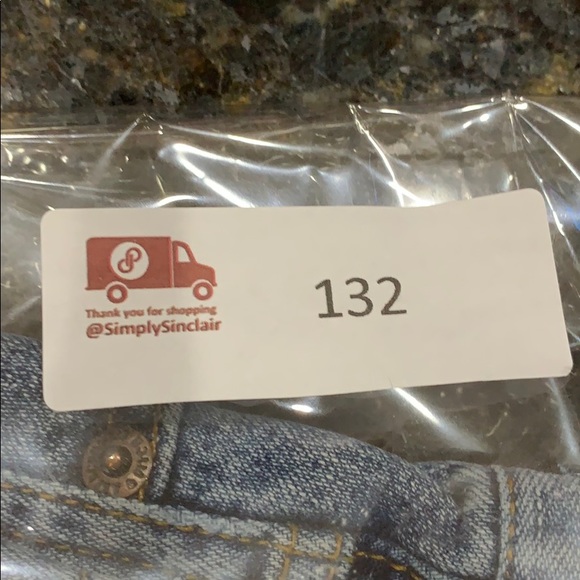 Thank you for shopping
@SimplySinclair
132